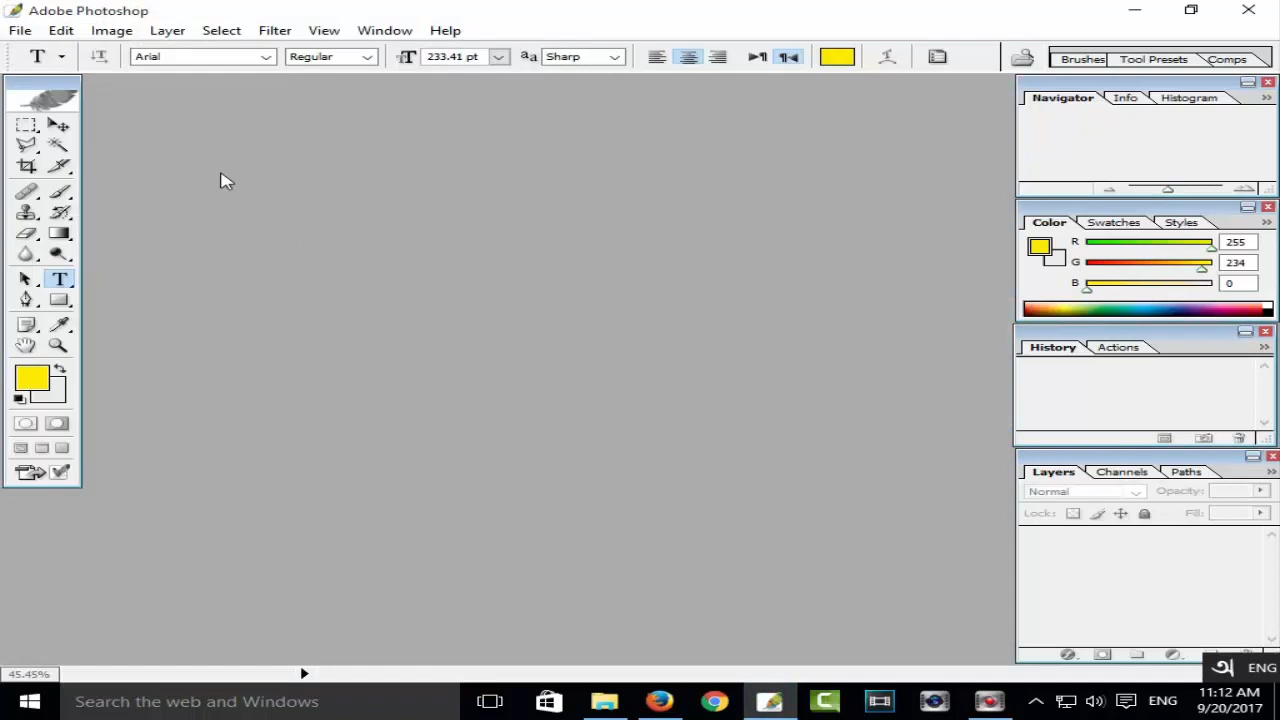 Adobe Photoshop
File Edit Image Layer Select Filter View Window Help
T Arial Regular T 233.41 pt aa Sharp Brushes Tool Presets Comps
Navigator Info Histogram
Color Swatches Styles
R 255
G 234
B 0
T
History Actions
Layers Channels Paths
Normal Opacity:
Lock: Fill:
45.45%
অ ENG
Search the web and Windows
ENG
11:12 AM
9/20/2017